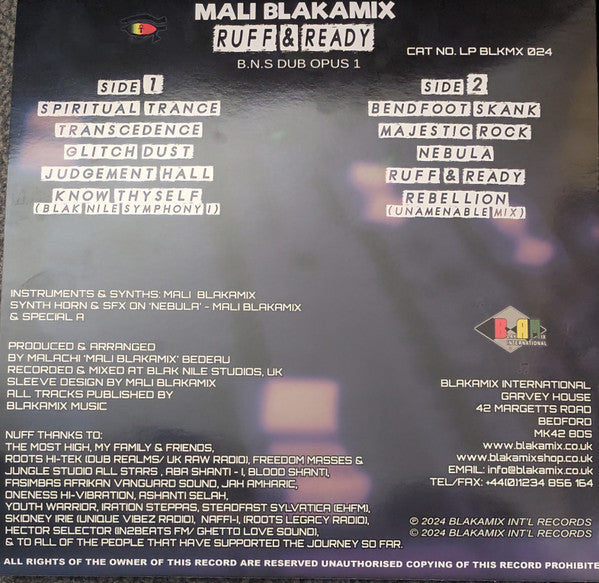 MALI BLAKAMIX
RUFF & READY
B.N.S DUB OPUS 1
CAT NO. LP BLKMX 024
SIDE 1
SPIRITUAL TRANCE
TRANSCEDENCE
GLITCH DUST
JUDGEMENT HALL
KNOW THYSELF
(BLAK NILE SYMPHONY 1)
SIDE 2
BENDFOOT SKANK
MAJESTIC ROCK
NEBULA
RUFF & READY
REBELLION
(UNAMENABLE MIX)
INSTRUMENTS & SYNTHS: MALI BLAKAMIX
SYNTH HORN & SFX ON 'NEBULA' - MALI BLAKAMIX
& SPECIAL A
PRODUCED & ARRANGED
BY MALACHI 'MALI BLAKAMIX' BEDEAU
RECORDED & MIXED AT BLAK NILE STUDIOS, UK
SLEEVE DESIGN BY MALI BLAKAMIX
ALL TRACKS PUBLISHED BY
BLAKAMIX MUSIC
NUFF THANKS TO:
THE MOST HIGH, MY FAMILY & FRIENDS,
ROOTS HI-TEK (DUB REALMS/ UK RAW RADIO), FREEDOM MASSES &
JUNGLE STUDIO ALL STARS , ABA SHANTI - I, BLOOD SHANTI,
FASIMBAS AFRIKAN VANGUARD SOUND, JAH AMHARIC,
ONENESS HI-VIBRATION, ASHANTI SELAH,
YOUTH WARRIOR, IRATION STEPPAS, STEADFAST SYLVATICA (EHFM),
SKIDNEY IRIE (UNIQUE VIBEZ RADIO), NAFFI-I, (ROOTS LEGACY RADIO),
HECTOR SELECTOR (IN2BEATS FM/ GHETTO LOVE SOUND),
& TO ALL OF THE PEOPLE THAT HAVE SUPPORTED THE JOURNEY SO FAR.
INTERNATIONAL
BLAKAMIX INTERNATIONAL
GARVEY HOUSE
42 MARGETTS ROAD
BEDFORD
MK42 8DS
www.blakamix.co.uk
www.blakamixshop.co.uk
EMAIL: info@blakamix.co.uk
TEL/FAX: +44(0)1234 856 164
℗ 2024 BLAKAMIX INT'L RECORDS
© 2024 BLAKAMIX INT'L RECORDS
ALL RIGHTS OF THE OWNER OF THIS RECORD ARE RESERVED UNAUTHORISED COPYING OF THIS RECORD PROHIBITE